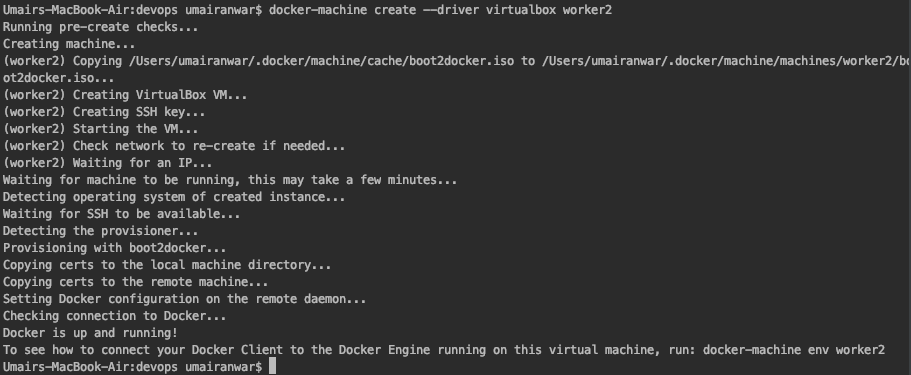 Umairs-MacBook-Air:devops umairanwar$ docker-machine create --driver virtualbox worker2
Running pre-create checks...
Creating machine...
(worker2) Copying /Users/umairanwar/.docker/machine/cache/boot2docker.iso to /Users/umairanwar/.docker/machine/machines/worker2/bo
ot2docker.iso...
(worker2) Creating VirtualBox VM...
(worker2) Creating SSH key...
(worker2) Starting the VM...
(worker2) Check network to re-create if needed...
(worker2) Waiting for an IP...
Waiting for machine to be running, this may take a few minutes...
Detecting operating system of created instance...
Waiting for SSH to be available...
Detecting the provisioner...
Provisioning with boot2docker...
Copying certs to the local machine directory...
Copying certs to the remote machine...
Setting Docker configuration on the remote daemon...
Checking connection to Docker...
Docker is up and running!
To see how to connect your Docker Client to the Docker Engine running on this virtual machine, run: docker-machine env worker2
Umairs-MacBook-Air:devops umairanwar$